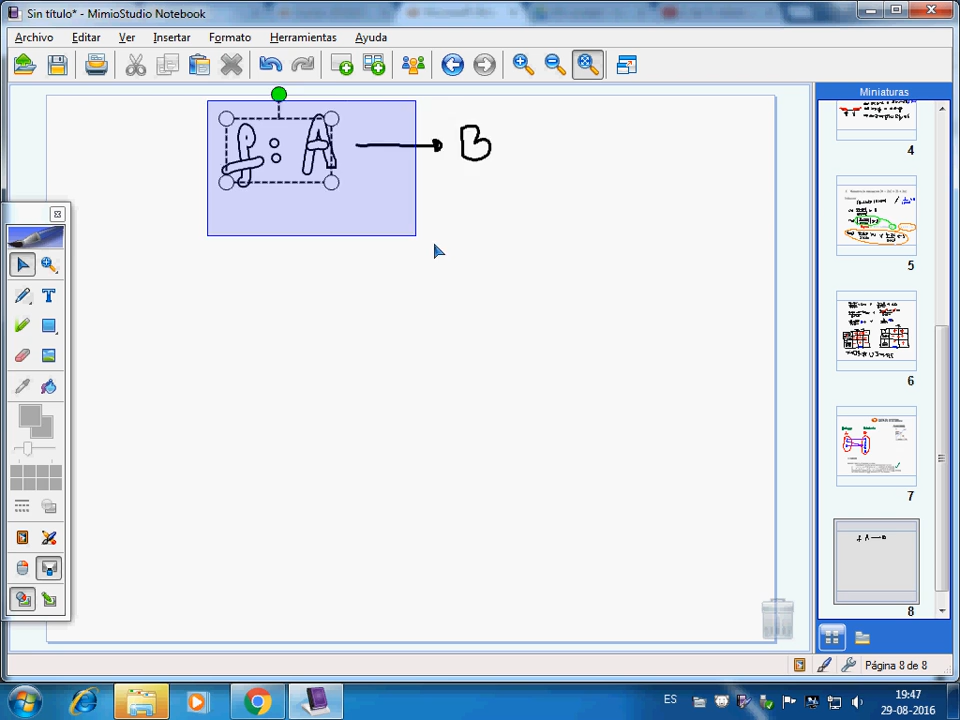 Sin título* - MimioStudio Notebook
Archivo Editar Ver Insertar Formato Herramientas Ayuda
Miniaturas
f: A → B
4
5
6
7
8
T
Página 8 de 8
ES
19:47
29-08-2016